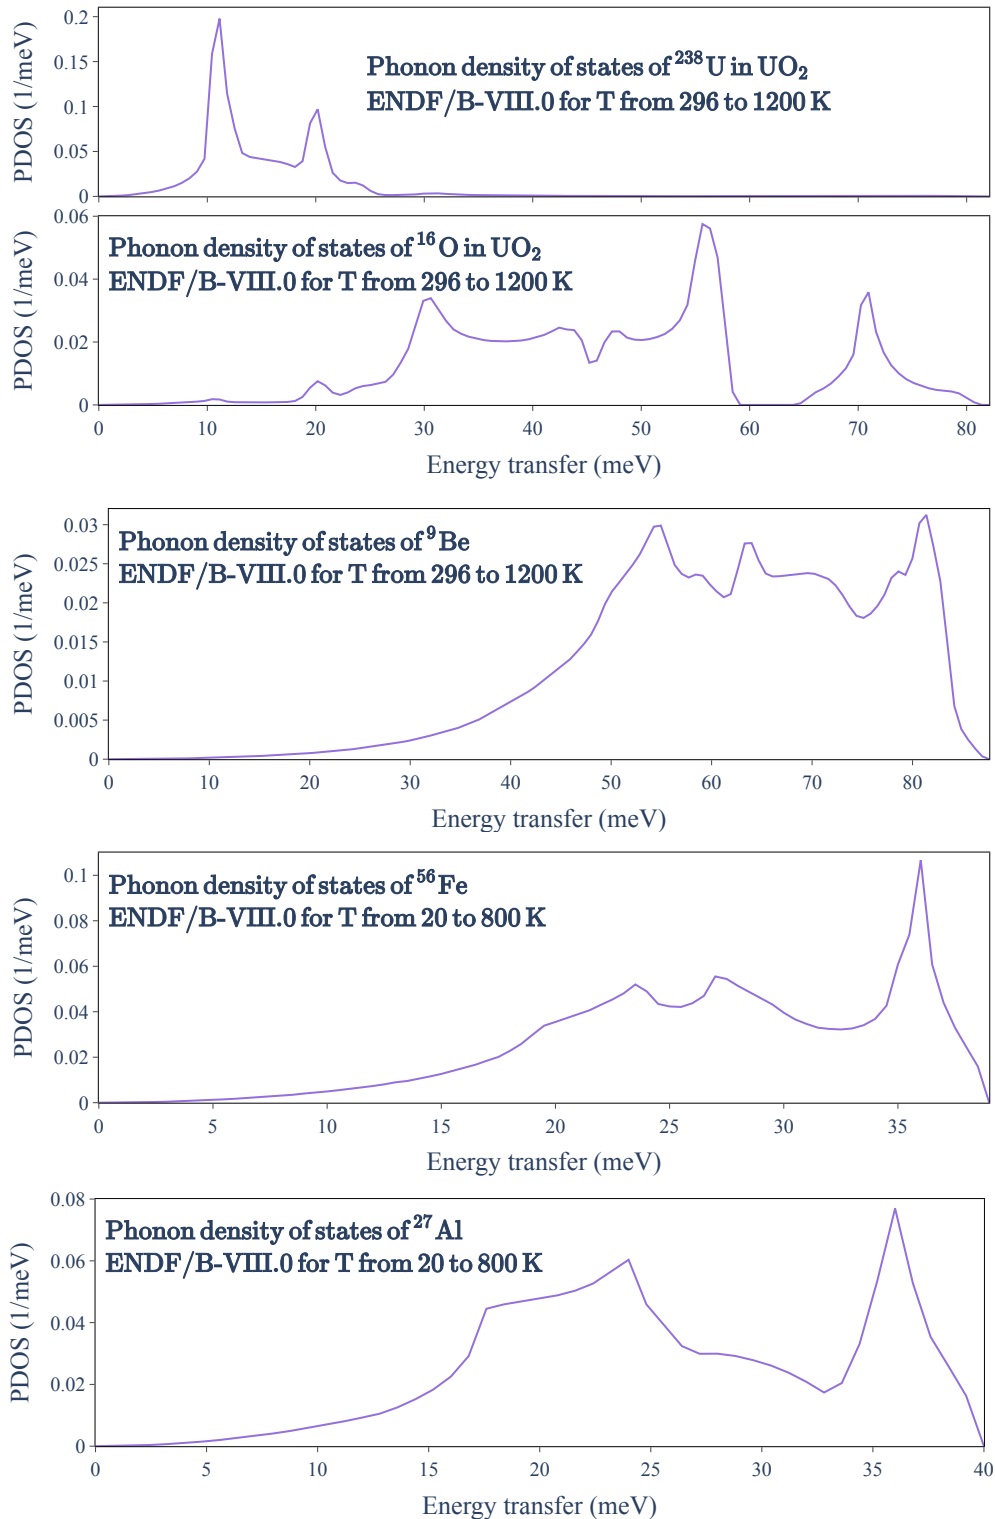 0.2
0.15
0.1
0.05
0
PDOS (1/meV)
Phonon density of states of ²³⁸U in UO₂
ENDF/B-VIII.0 for T from 296 to 1200 K
0.06
0.04
0.02
0
PDOS (1/meV)
Phonon density of states of ¹⁶O in UO₂
ENDF/B-VIII.0 for T from 296 to 1200 K
0 10 20 30 40 50 60 70 80
Energy transfer (meV)
0.03
0.025
0.02
0.015
0.01
0.005
0
PDOS (1/meV)
Phonon density of states of ⁹Be
ENDF/B-VIII.0 for T from 296 to 1200 K
0 10 20 30 40 50 60 70 80
Energy transfer (meV)
0.1
0.08
0.06
0.04
0.02
0
PDOS (1/meV)
Phonon density of states of ⁵⁶Fe
ENDF/B-VIII.0 for T from 20 to 800 K
0 5 10 15 20 25 30 35
Energy transfer (meV)
0.08
0.06
0.04
0.02
0
PDOS (1/meV)
Phonon density of states of ²⁷Al
ENDF/B-VIII.0 for T from 20 to 800 K
0 5 10 15 20 25 30 35 40
Energy transfer (meV)